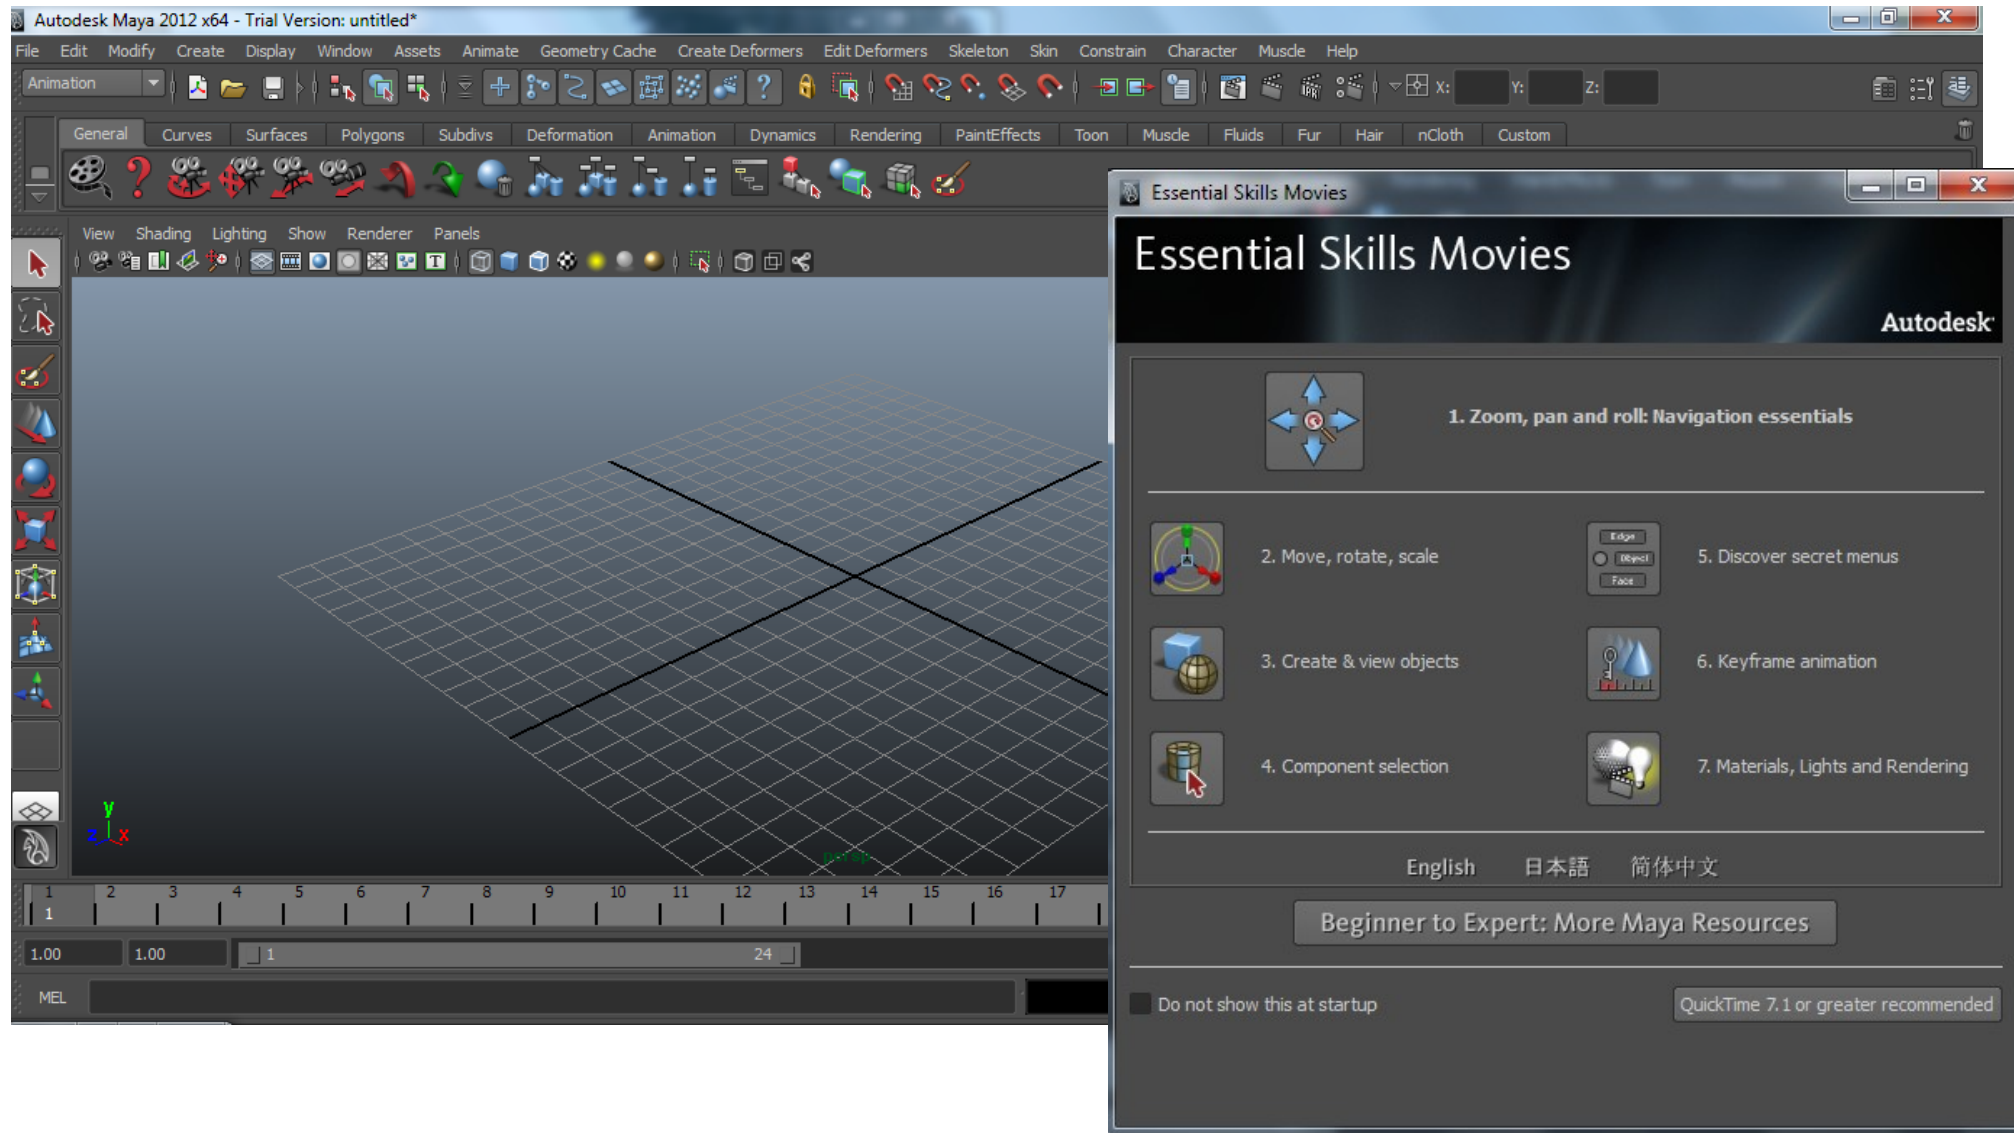 Autodesk Maya 2012 x64 - Trial Version: untitled*
File Edit Modify Create Display Window Assets Animate Geometry Cache Create Deformers Edit Deformers Skeleton Skin Constrain Character Muscle Help
Animation X: Y: Z:
General Curves Surfaces Polygons Subdivs Deformation Animation Dynamics Rendering PaintEffects Toon Muscle Fluids Fur Hair nCloth Custom
View Shading Lighting Show Renderer Panels
y
z x
persp
1 2 3 4 5 6 7 8 9 10 11 12 13 14 15 16 17
1
1.00 1.00 1 24
MEL
Essential Skills Movies
Essential Skills Movies
Autodesk
1. Zoom, pan and roll: Navigation essentials
2. Move, rotate, scale
Edge
Object
Face
5. Discover secret menus
3. Create & view objects
6. Keyframe animation
4. Component selection
7. Materials, Lights and Rendering
English 日本語 简体中文
Beginner to Expert: More Maya Resources
Do not show this at startup
QuickTime 7.1 or greater recommended